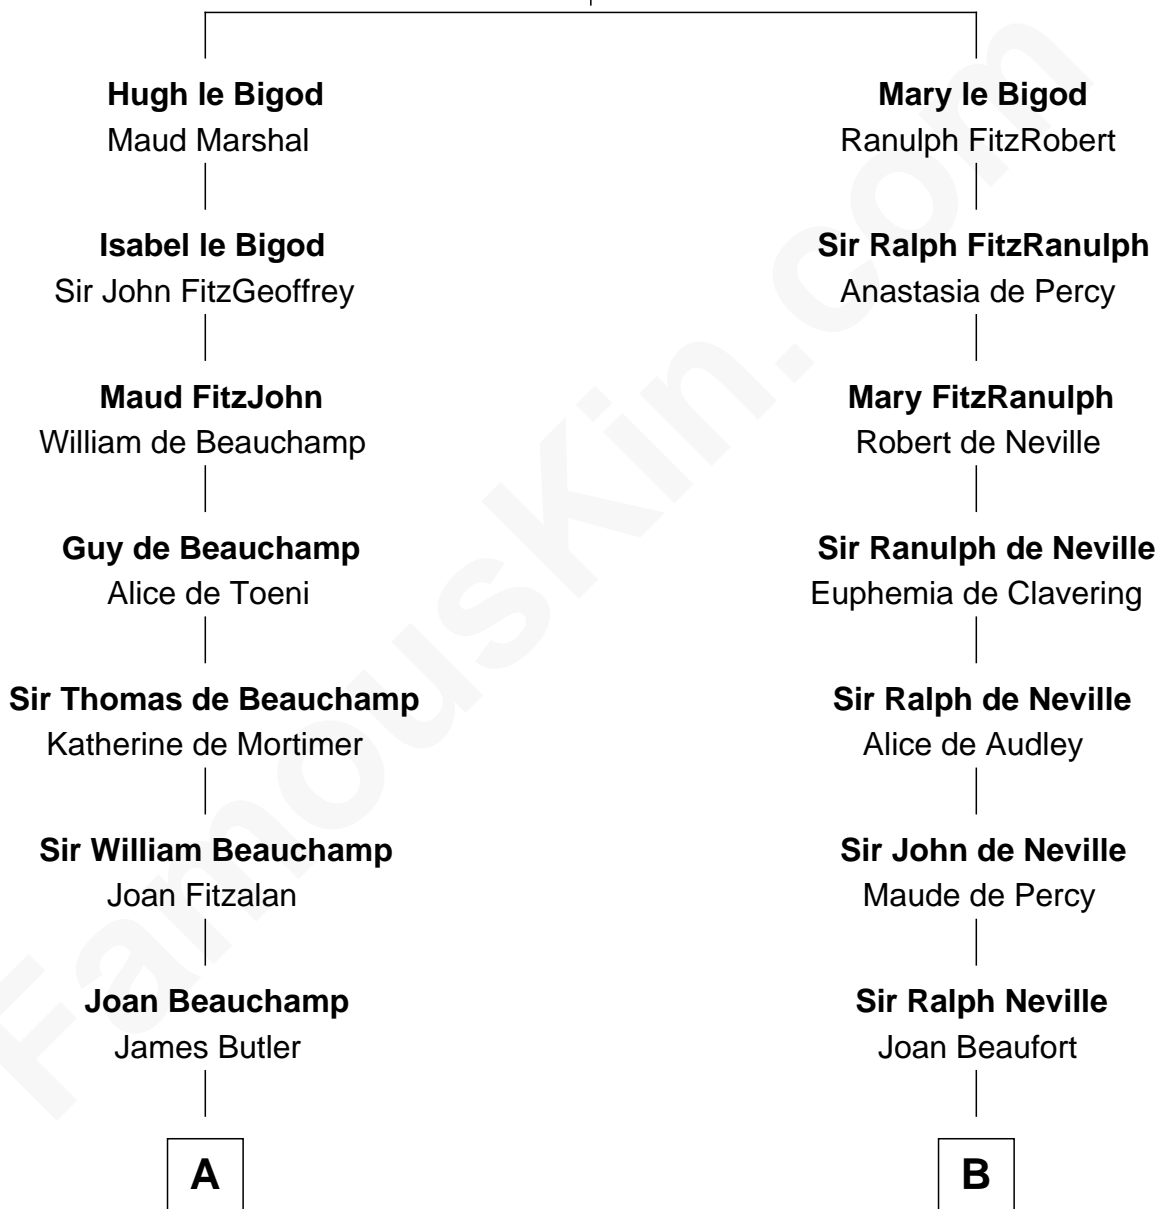 Hugh le Bigod
Maud Marshal
Mary le Bigod
Ranulph FitzRobert
Isabel le Bigod
Sir John FitzGeoffrey
Sir Ralph FitzRanulph
Anastasia de Percy
Maud FitzJohn
William de Beauchamp
Mary FitzRanulph
Robert de Neville
Guy de Beauchamp
Alice de Toeni
Sir Ranulph de Neville
Euphemia de Clavering
Sir Thomas de Beauchamp
Katherine de Mortimer
Sir Ralph de Neville
Alice de Audley
Sir William Beauchamp
Joan Fitzalan
Sir John de Neville
Maude de Percy
Joan Beauchamp
James Butler
Sir Ralph Neville
Joan Beaufort
A
B
FamousKin.com